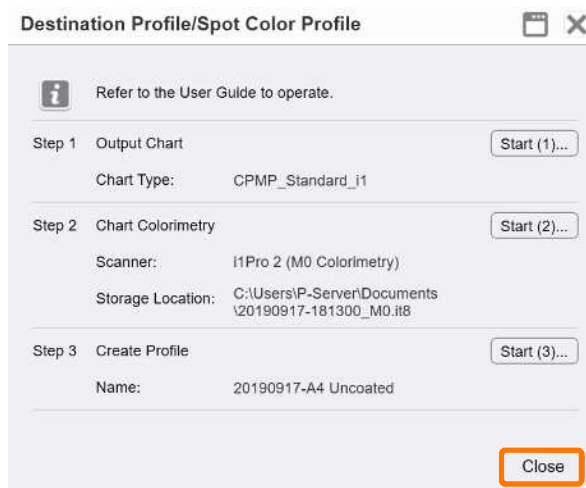 Destination Profile/Spot Color Profile
Refer to the User Guide to operate.
Step 1 Output Chart Start (1)...
Chart Type: CPMP_Standard_i1
Step 2 Chart Colorimetry Start (2)...
Scanner: i1Pro 2 (M0 Colorimetry)
Storage Location: C:\Users\P-Server\Documents
\20190917-181300_M0.it8
Step 3 Create Profile Start (3)...
Name: 20190917-A4 Uncoated
Close